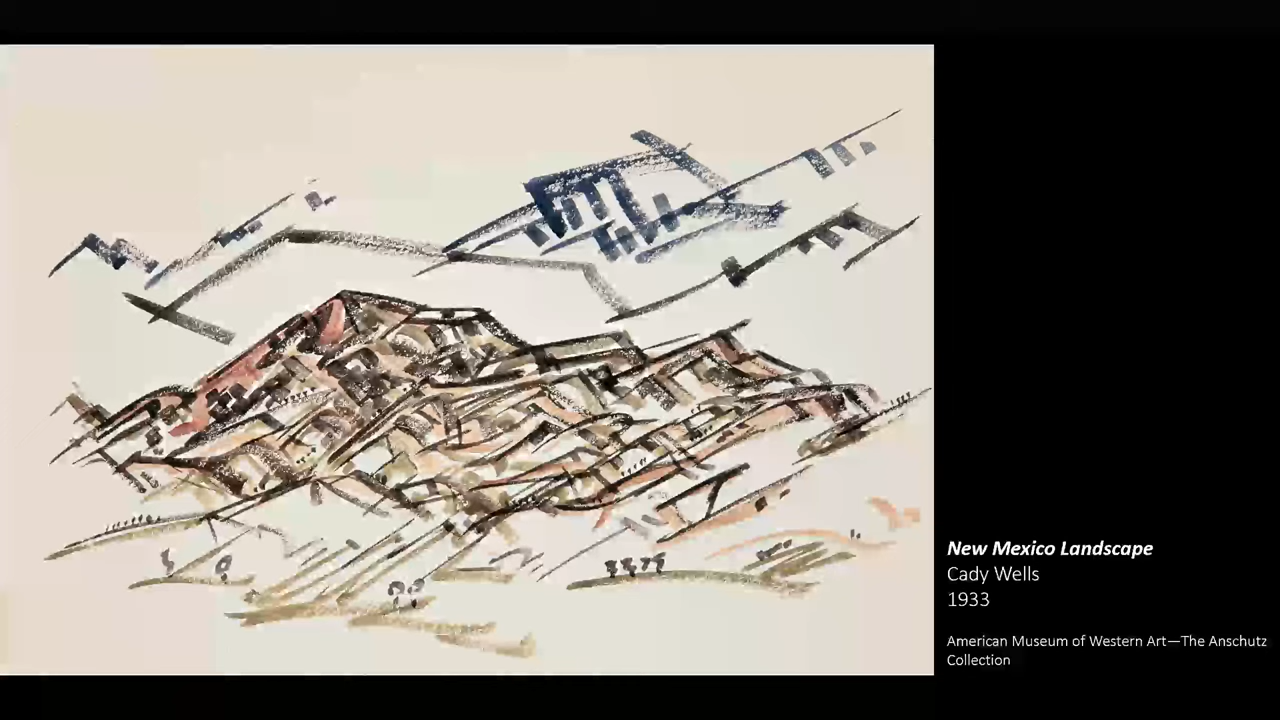 New Mexico Landscape
Cady Wells
1933
American Museum of Western Art—The Anschutz
Collection